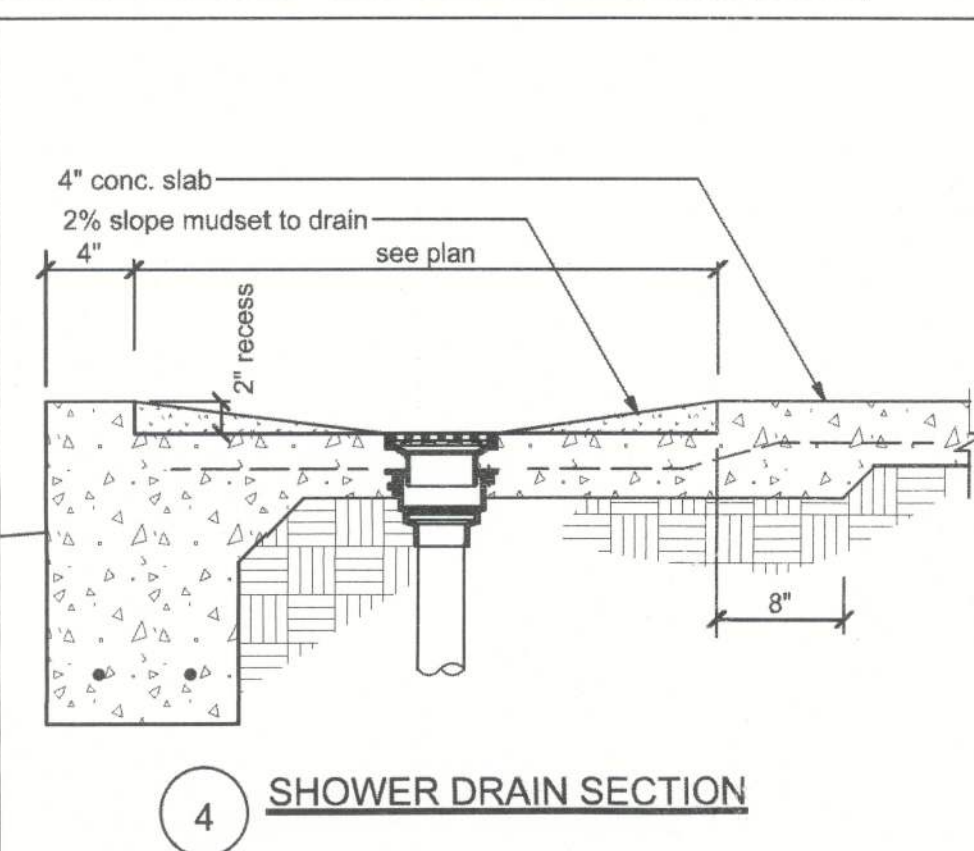 4" conc. slab
2% slope mudset to drain
4"
see plan
2" recess
8"
4
SHOWER DRAIN SECTION